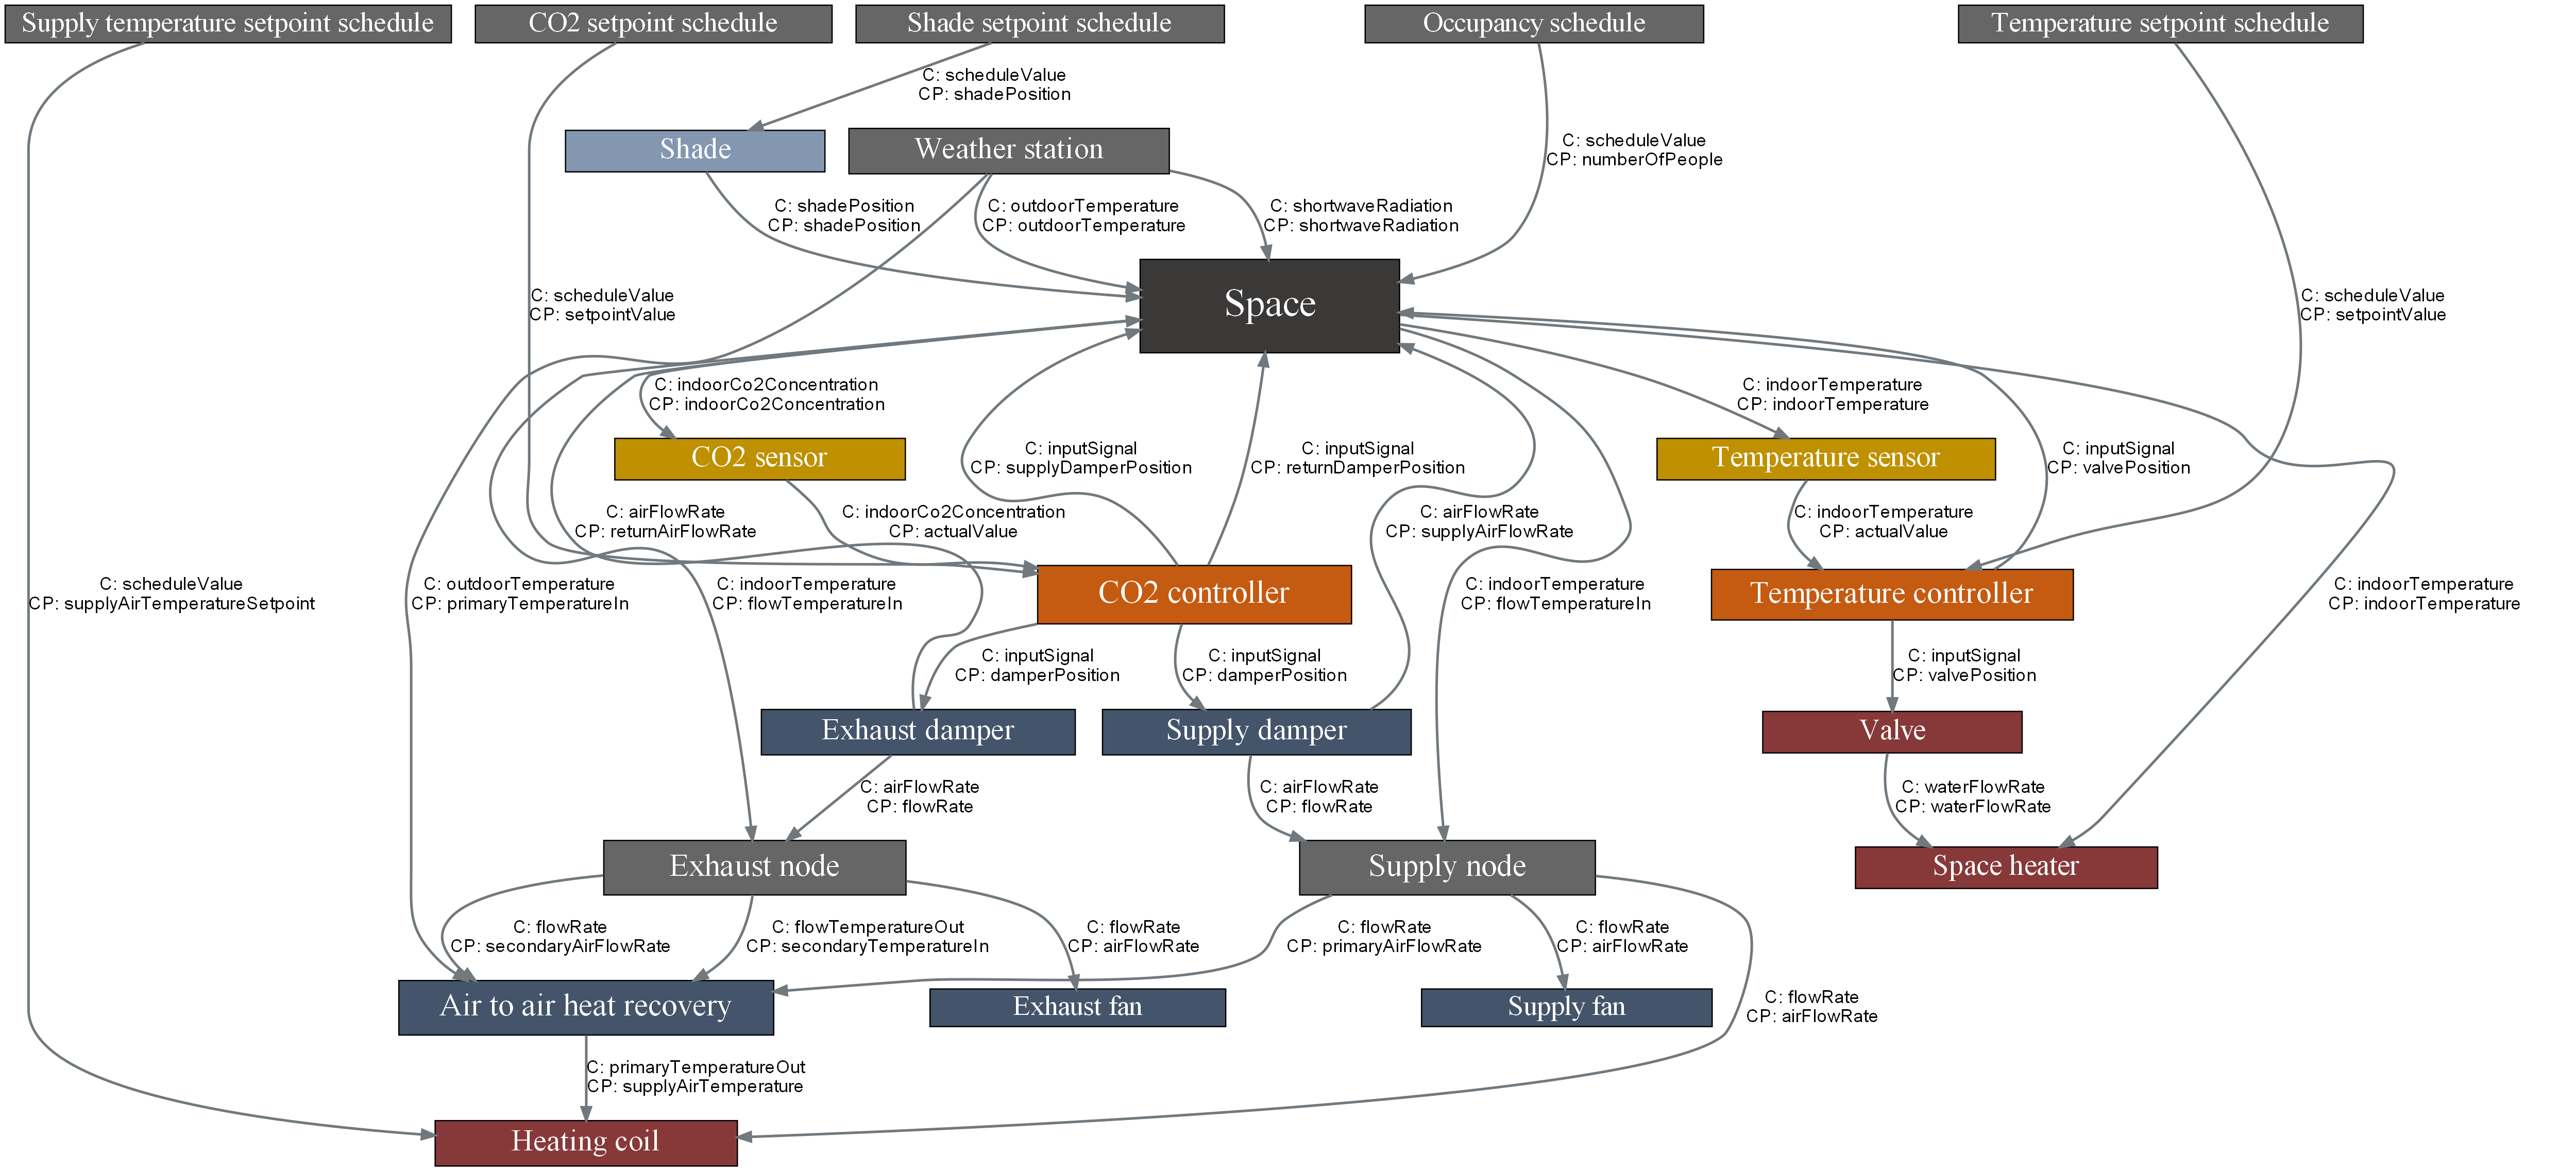 Supply temperature setpoint schedule
CO2 setpoint schedule
Shade setpoint schedule
Occupancy schedule
Temperature setpoint schedule
C: scheduleValue
CP: shadePosition
Shade
Weather station
C: scheduleValue
CP: numberOfPeople
C: shadePosition
CP: shadePosition
C: outdoorTemperature
CP: outdoorTemperature
C: shortwaveRadiation
CP: shortwaveRadiation
C: scheduleValue
CP: setpointValue
Space
C: scheduleValue
CP: setpointValue
C: indoorCo2Concentration
CP: indoorCo2Concentration
C: indoorTemperature
CP: indoorTemperature
CO2 sensor
C: inputSignal
CP: supplyDamperPosition
C: inputSignal
CP: returnDamperPosition
Temperature sensor
C: inputSignal
CP: valvePosition
C: airFlowRate
CP: returnAirFlowRate
C: indoorCo2Concentration
CP: actualValue
C: airFlowRate
CP: supplyAirFlowRate
C: indoorTemperature
CP: actualValue
C: scheduleValue
CP: supplyAirTemperatureSetpoint
C: outdoorTemperature
CP: primaryTemperatureIn
C: indoorTemperature
CP: flowTemperatureIn
CO2 controller
C: indoorTemperature
CP: flowTemperatureIn
Temperature controller
C: indoorTemperature
CP: indoorTemperature
C: inputSignal
CP: damperPosition
C: inputSignal
CP: damperPosition
C: inputSignal
CP: valvePosition
Exhaust damper
Supply damper
Valve
C: airFlowRate
CP: flowRate
C: airFlowRate
CP: flowRate
C: waterFlowRate
CP: waterFlowRate
Exhaust node
Supply node
Space heater
C: flowRate
CP: secondaryAirFlowRate
C: flowTemperatureOut
CP: secondaryTemperatureIn
C: flowRate
CP: airFlowRate
C: flowRate
CP: primaryAirFlowRate
C: flowRate
CP: airFlowRate
Air to air heat recovery
Exhaust fan
Supply fan
C: flowRate
CP: airFlowRate
C: primaryTemperatureOut
CP: supplyAirTemperature
Heating coil